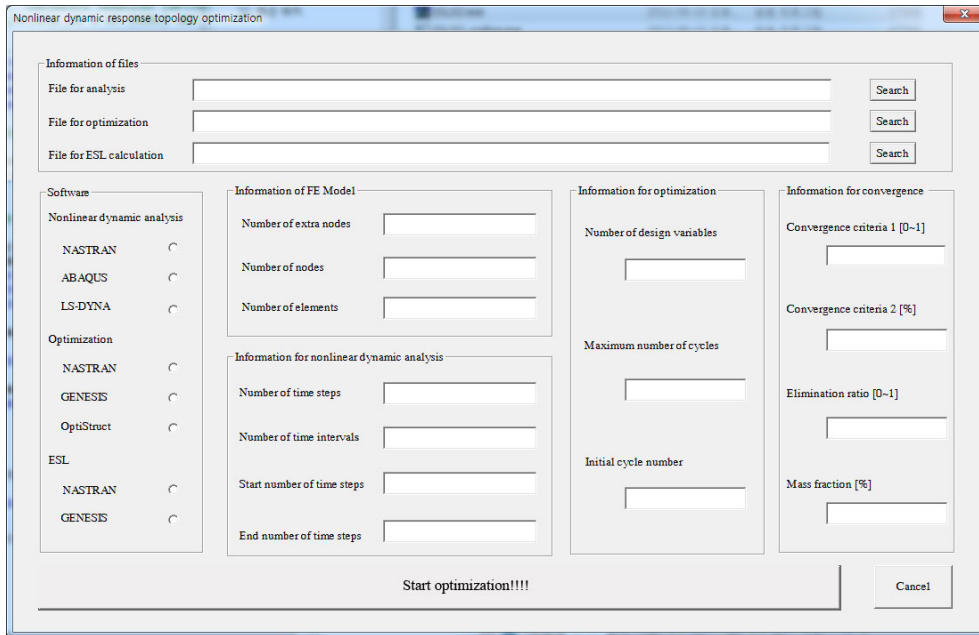 Nonlinear dynamic response topology optimization
Information of files
File for analysis
Search
File for optimization
Search
File for ESL calculation
Search
Software
Nonlinear dynamic analysis
NASTRAN
ABAQUS
LS-DYNA
Optimization
NASTRAN
GENESIS
OptiStruct
ESL
NASTRAN
GENESIS
Information of FE Model
Number of extra nodes
Number of nodes
Number of elements
Information for nonlinear dynamic analysis
Number of time steps
Number of time intervals
Start number of time steps
End number of time steps
Information for optimization
Number of design variables
Maximum number of cycles
Initial cycle number
Information for convergence
Convergence criteria 1 [0~1]
Convergence criteria 2 [%]
Elimination ratio [0~1]
Mass fraction [%]
Start optimization!!!!
Cancel